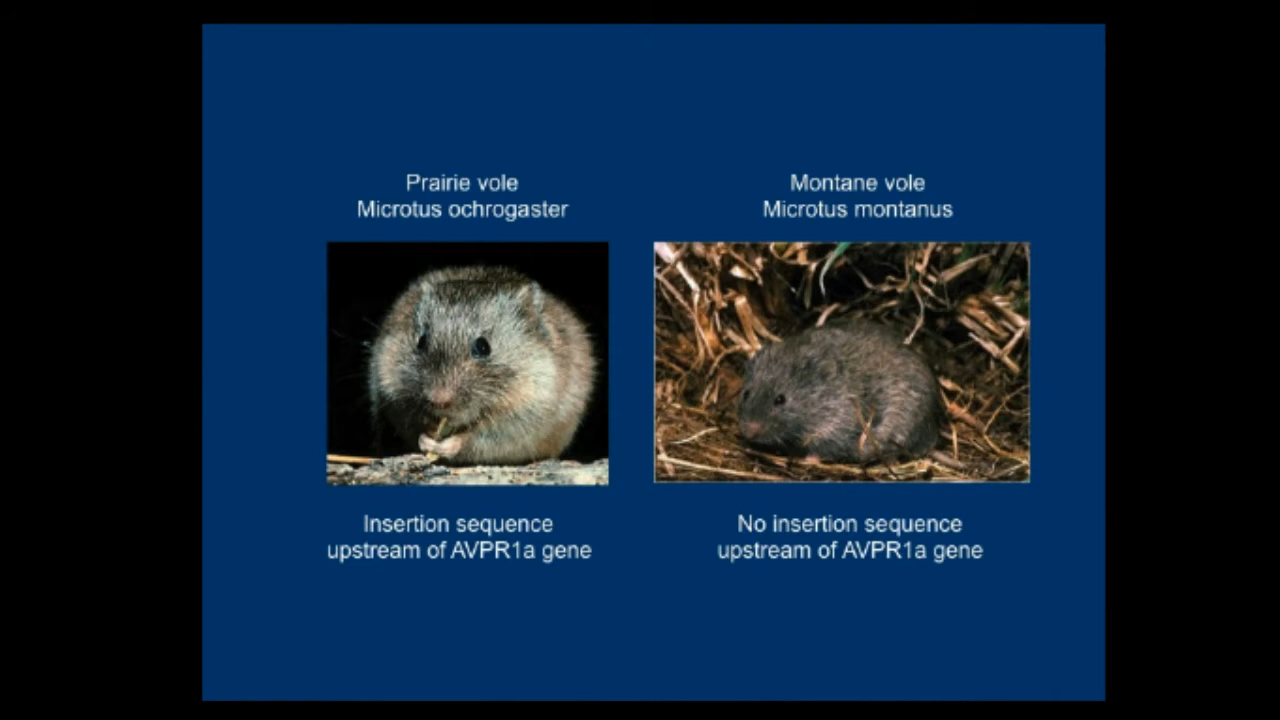 Prairie vole
Microtus ochrogaster
Montane vole
Microtus montanus
Insertion sequence
upstream of AVPR1a gene
No insertion sequence
upstream of AVPR1a gene